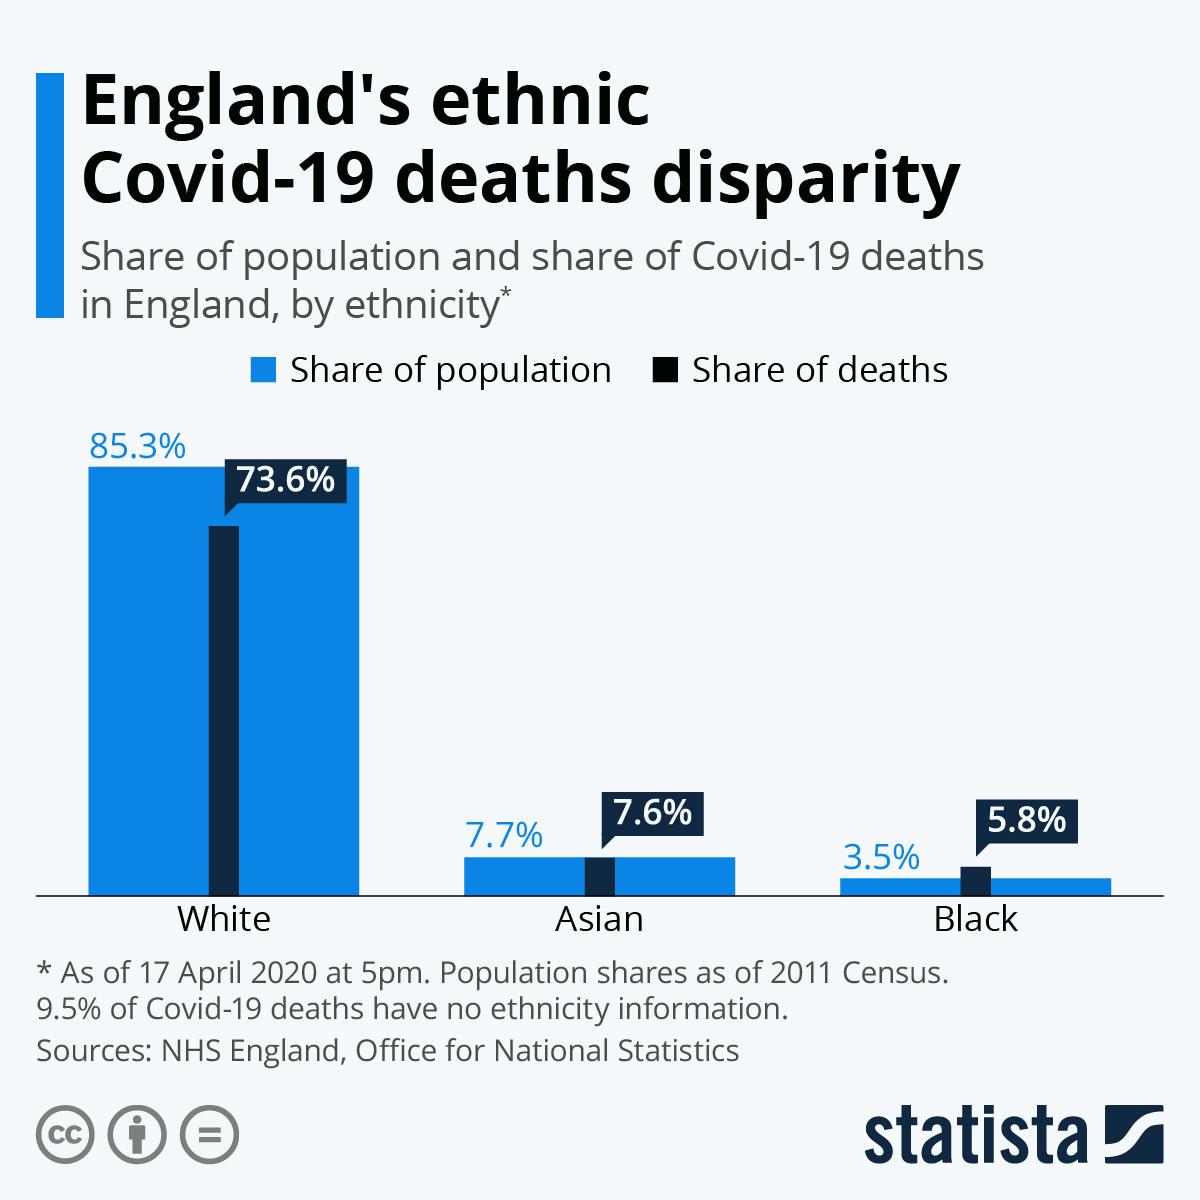 England's ethnic
Covid-19 deaths disparity
Share of population and share of Covid-19 deaths
in England, by ethnicity*
Share of population
Share of deaths
85.3%
73.6%
7.7%
7.6%
3.5%
5.8%
White
Asian
Black
* As of 17 April 2020 at 5pm. Population shares as of 2011 Census.
9.5% of Covid-19 deaths have no ethnicity information.
Sources: NHS England, Office for National Statistics
cc
statista